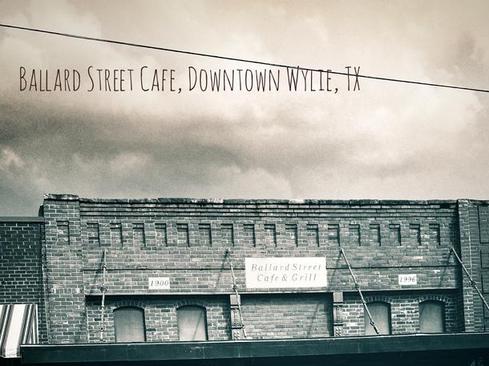 Ballard Street Cafe, Downtown Wylie, TX
Ballard Street
Cafe & Grill
1900
1996